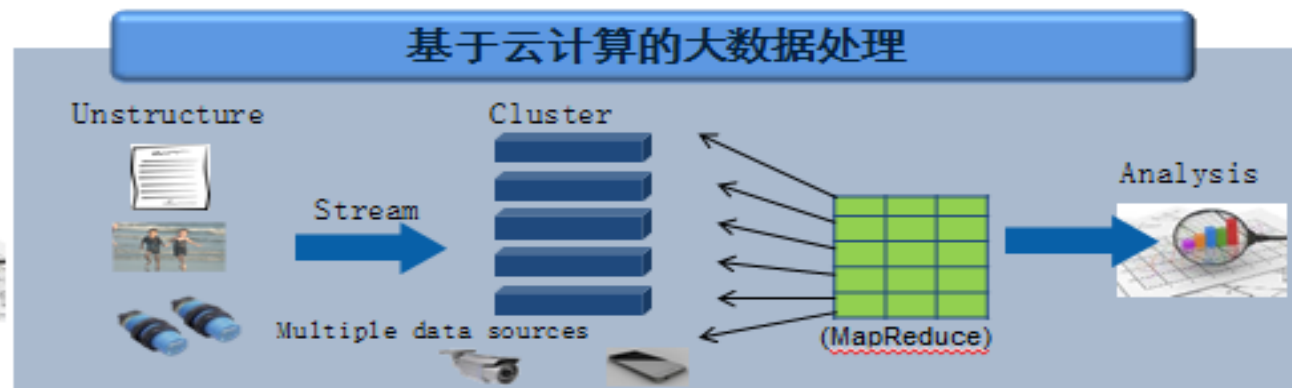 基于云计算的大数据处理
Unstructure
Cluster
Analysis
Stream
Multiple data sources
(MapReduce)